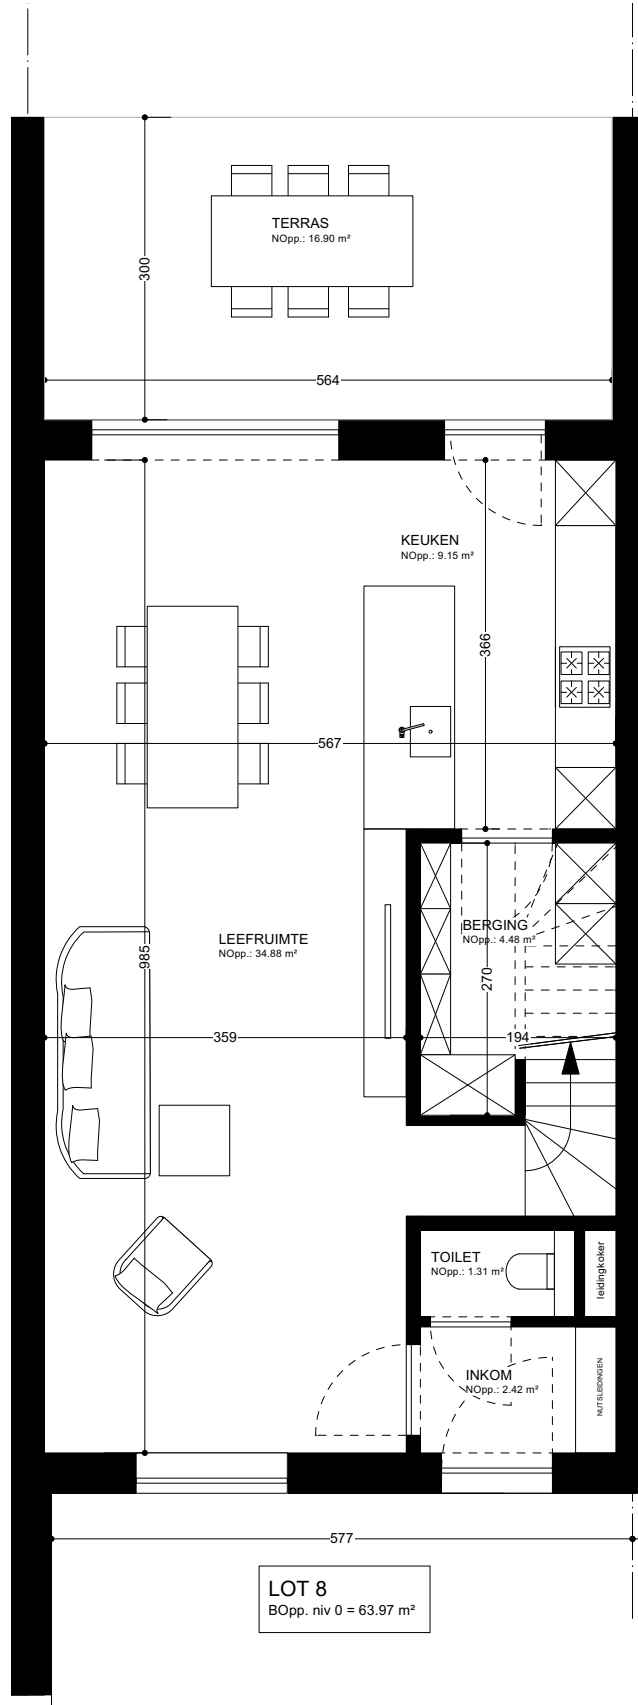 TERRAS
NOpp.: 16.90 m²
300
564
KEUKEN
NOpp.: 9.15 m²
366
567
LEEFRUIMTE
NOpp.: 34.88 m²
985
BERGING
NOpp.: 4.48 m²
270
359
194
TOILET
NOpp.: 1.31 m²
leidingkoker
INKOM
NOpp.: 2.42 m²
NUTSLEIDINGEN
577
LOT 8
BOpp. niv 0 = 63.97 m²